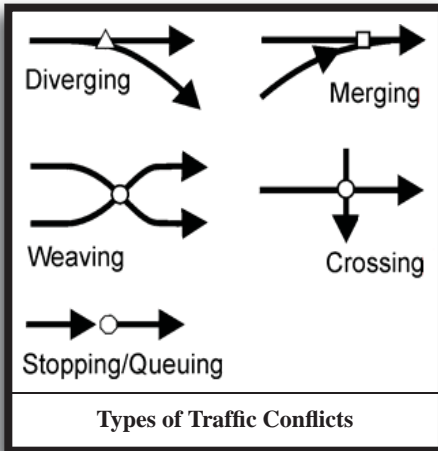 Diverging
Merging
Weaving
Crossing
Stopping/Queuing
Types of Traffic Conflicts